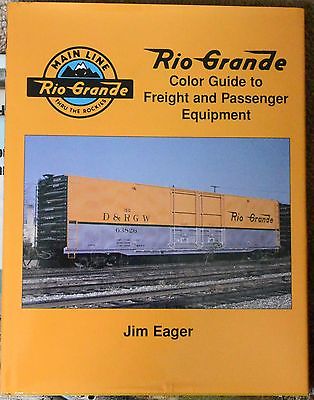 MAIN LINE
Rio Grande
THRU THE ROCKIES
Rio Grande
Color Guide to
Freight and Passenger
Equipment
D & RGW
63826
Rio Grande
Jim Eager